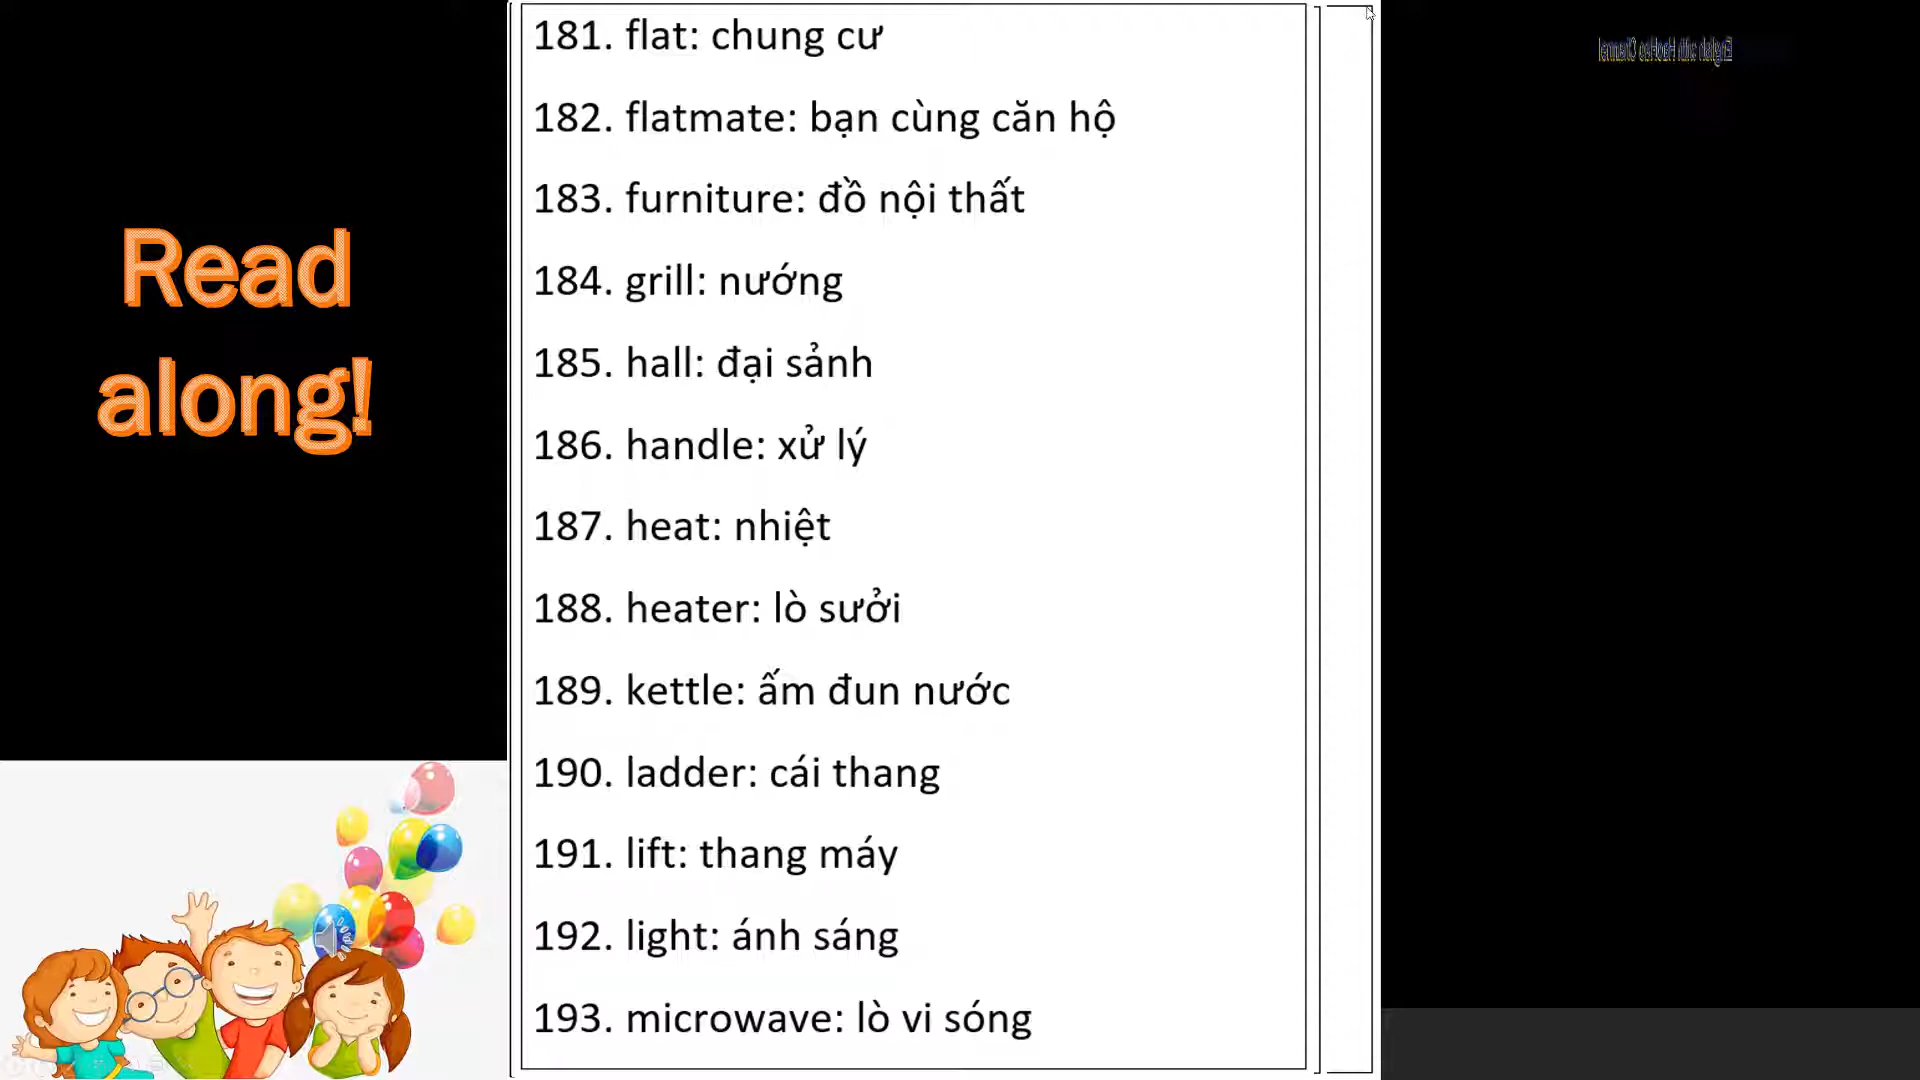 Read
along!
181. flat: chung cư
182. flatmate: bạn cùng căn hộ
183. furniture: đồ nội thất
184. grill: nướng
185. hall: đại sảnh
186. handle: xử lý
187. heat: nhiệt
188. heater: lò sưởi
189. kettle: ấm đun nước
190. ladder: cái thang
191. lift: thang máy
192. light: ánh sáng
193. microwave: lò vi sóng